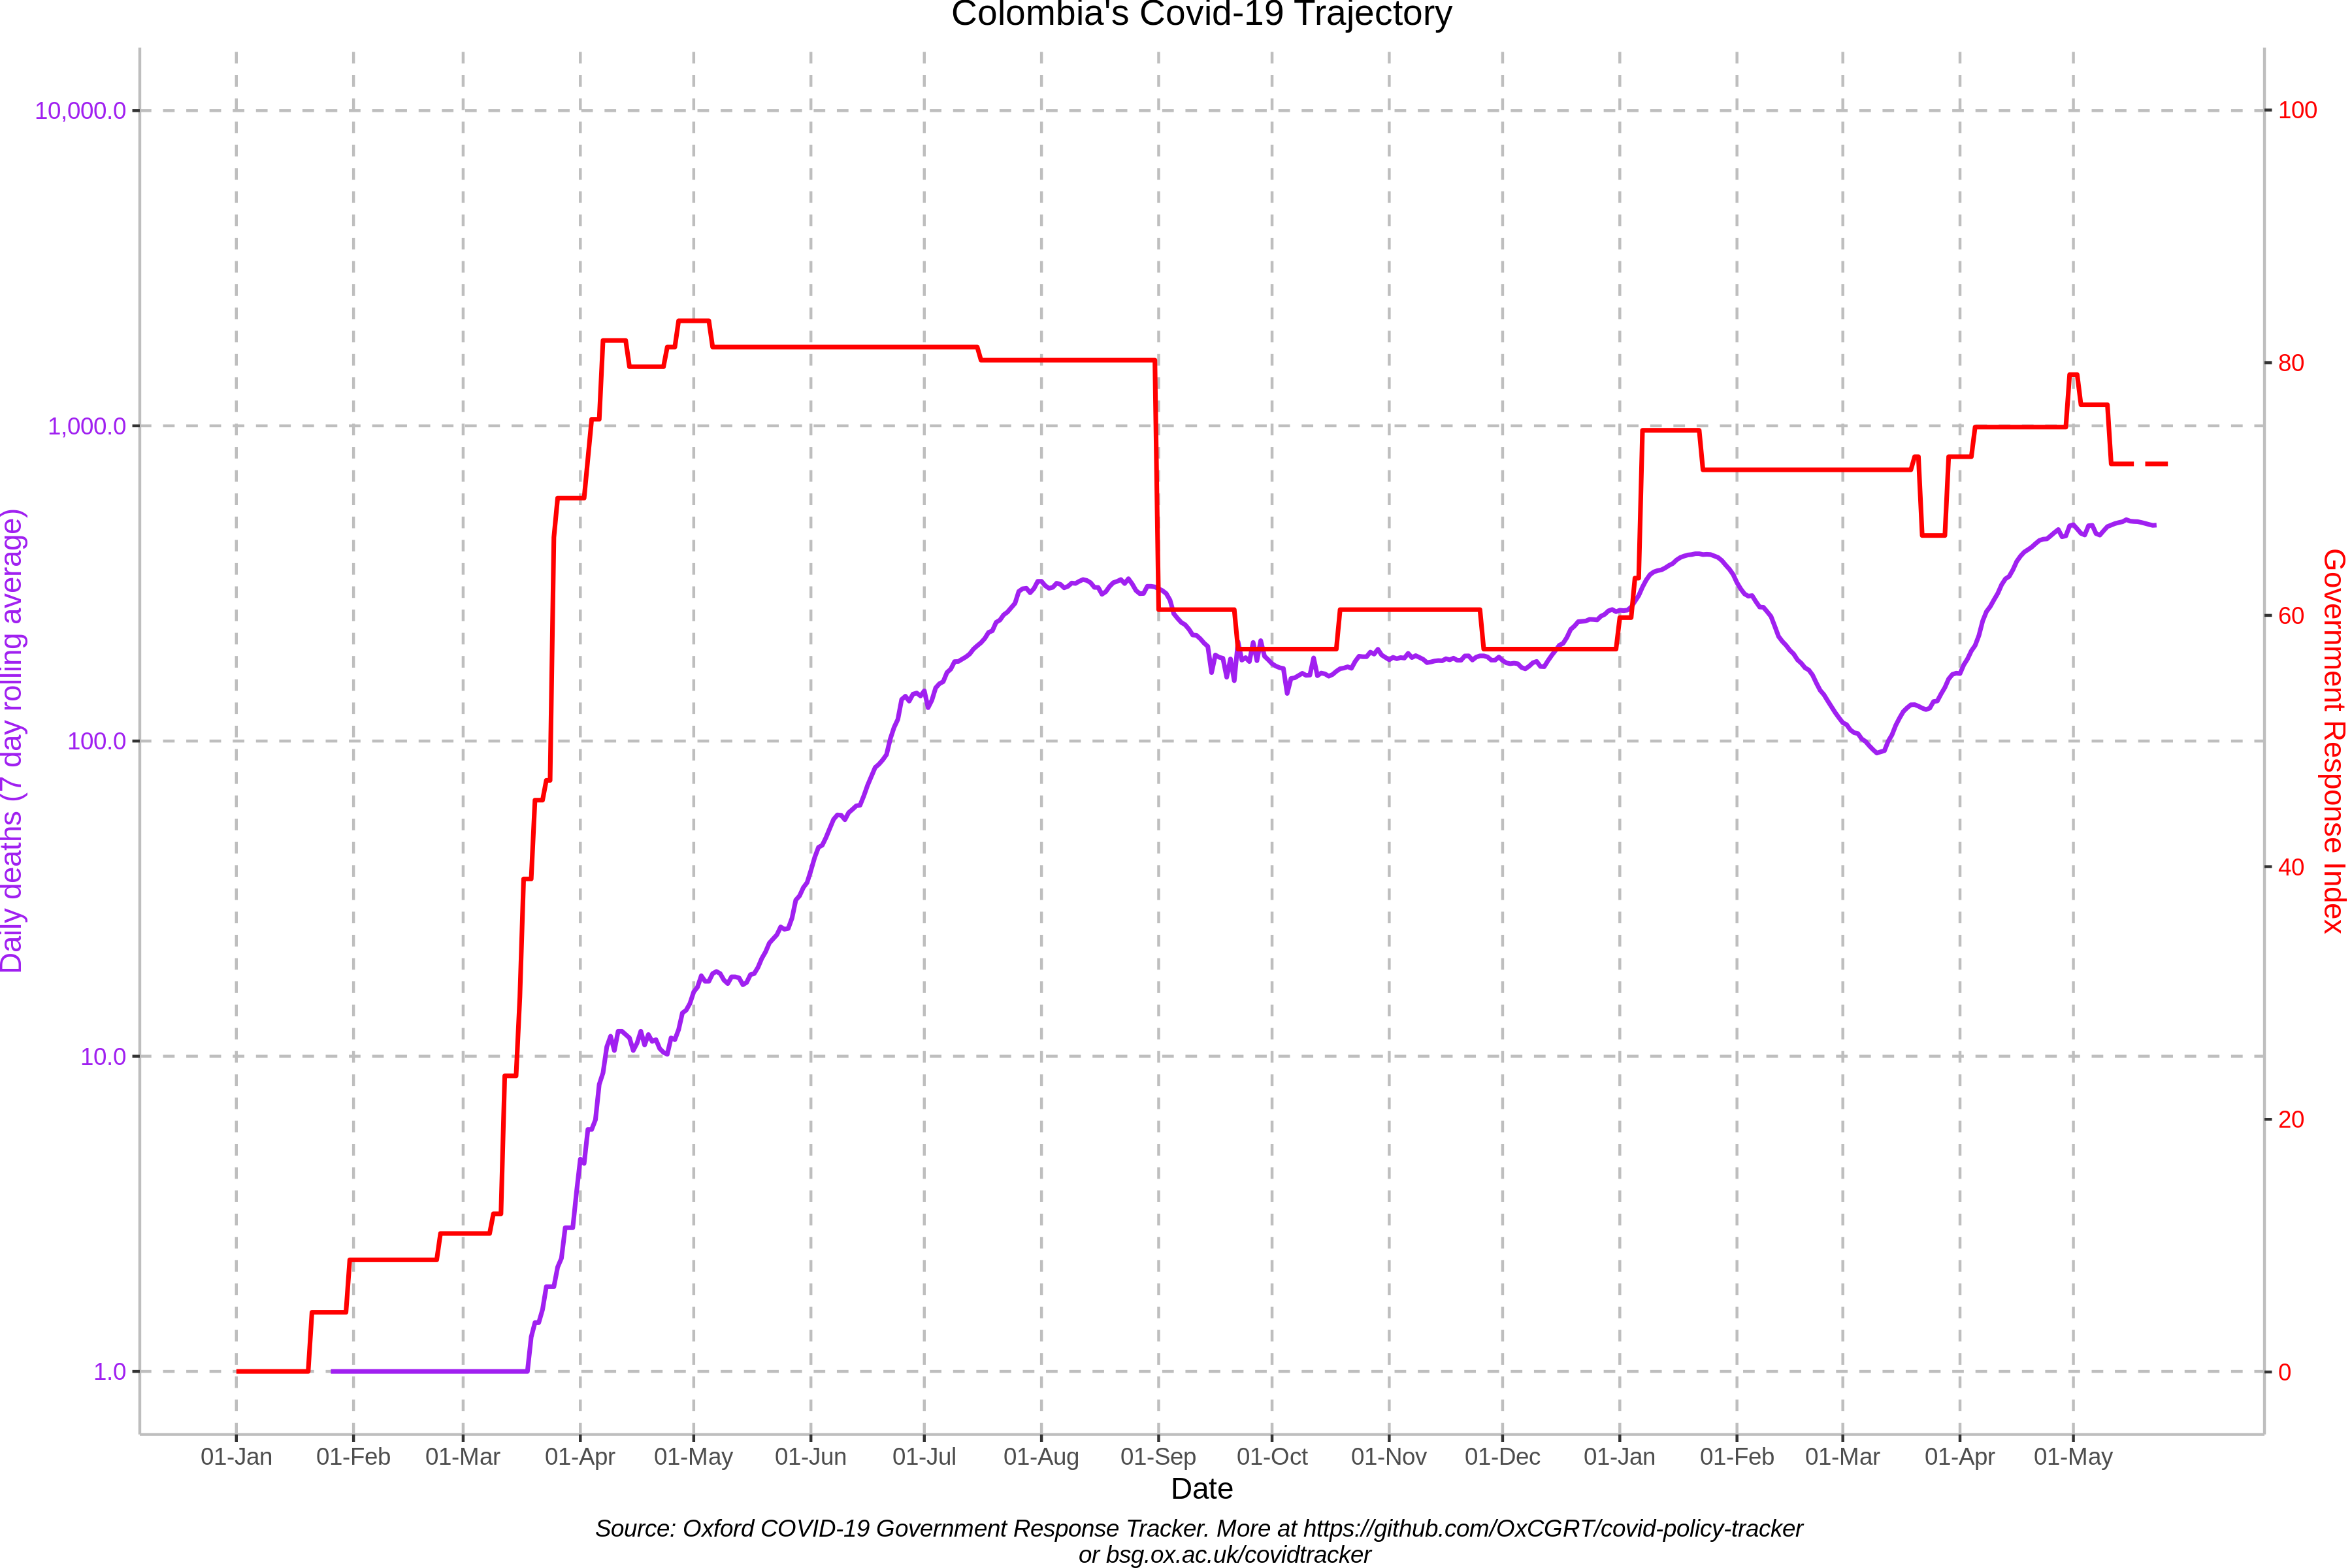 Colombia's Covid-19 Trajectory
10,000.0
1,000.0
100.0
10.0
1.0
Daily deaths (7 day rolling average)
100
80
60
40
20
0
Government Response Index
01-Jan 01-Feb 01-Mar 01-Apr 01-May 01-Jun 01-Jul 01-Aug 01-Sep 01-Oct 01-Nov 01-Dec 01-Jan 01-Feb 01-Mar 01-Apr 01-May
Date
Source: Oxford COVID-19 Government Response Tracker. More at https://github.com/OxCGRT/covid-policy-tracker
or bsg.ox.ac.uk/covidtracker